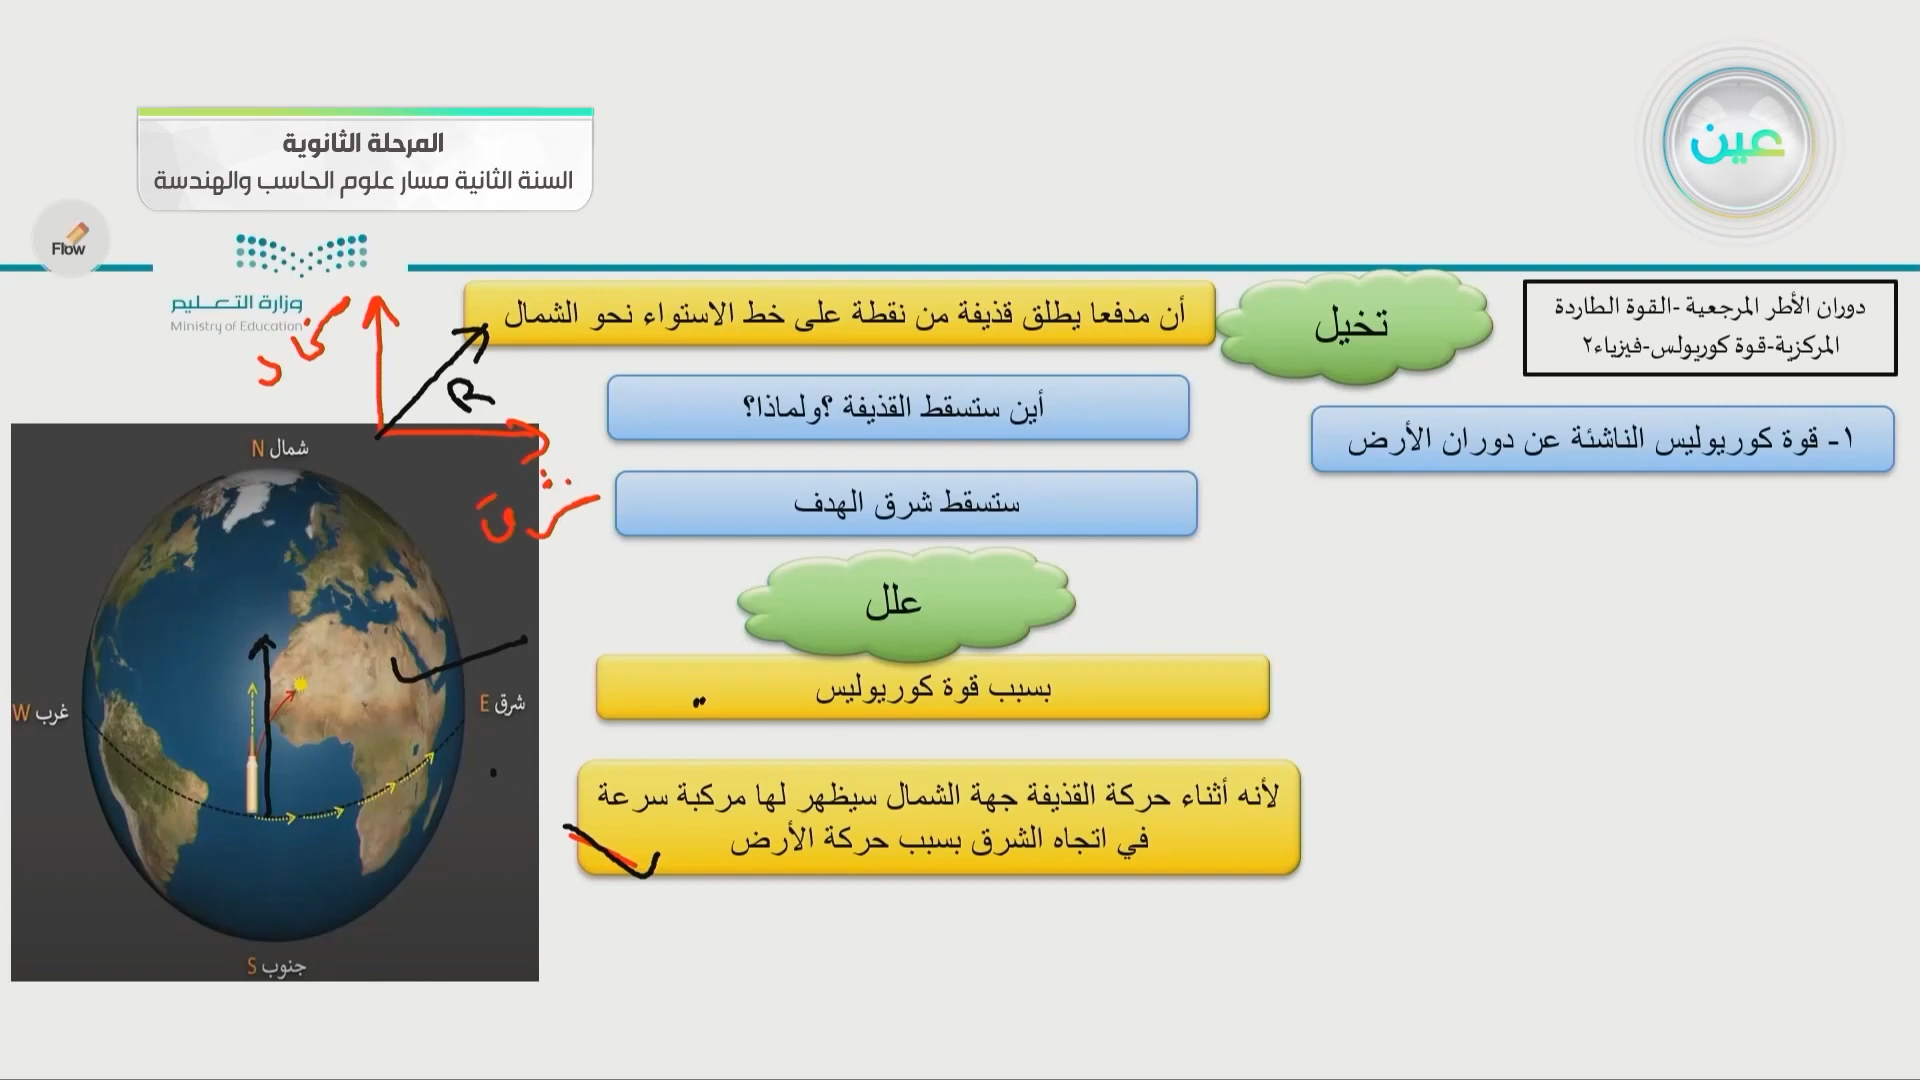 عين
المرحلة الثانوية
السنة الثانية مسار علوم الحاسب والهندسة
Flow
وزارة التعـــليم
Ministry of Education
دوران الأطر المرجعية -القوة الطاردة
المركزية-قوة كوريولس-فيزياء٢
تخيل
أن مدفعا يطلق قذيفة من نقطة على خط الاستواء نحو الشمال
١- قوة كوريوليس الناشئة عن دوران الأرض
أين ستسقط القذيفة ؟ولماذا؟
ستسقط شرق الهدف
علل
بسبب قوة كوريوليس
لأنه أثناء حركة القذيفة جهة الشمال سيظهر لها مركبة سرعة
في اتجاه الشرق بسبب حركة الأرض
R
شرق
شمال N
شرق E
غرب W
جنوب S